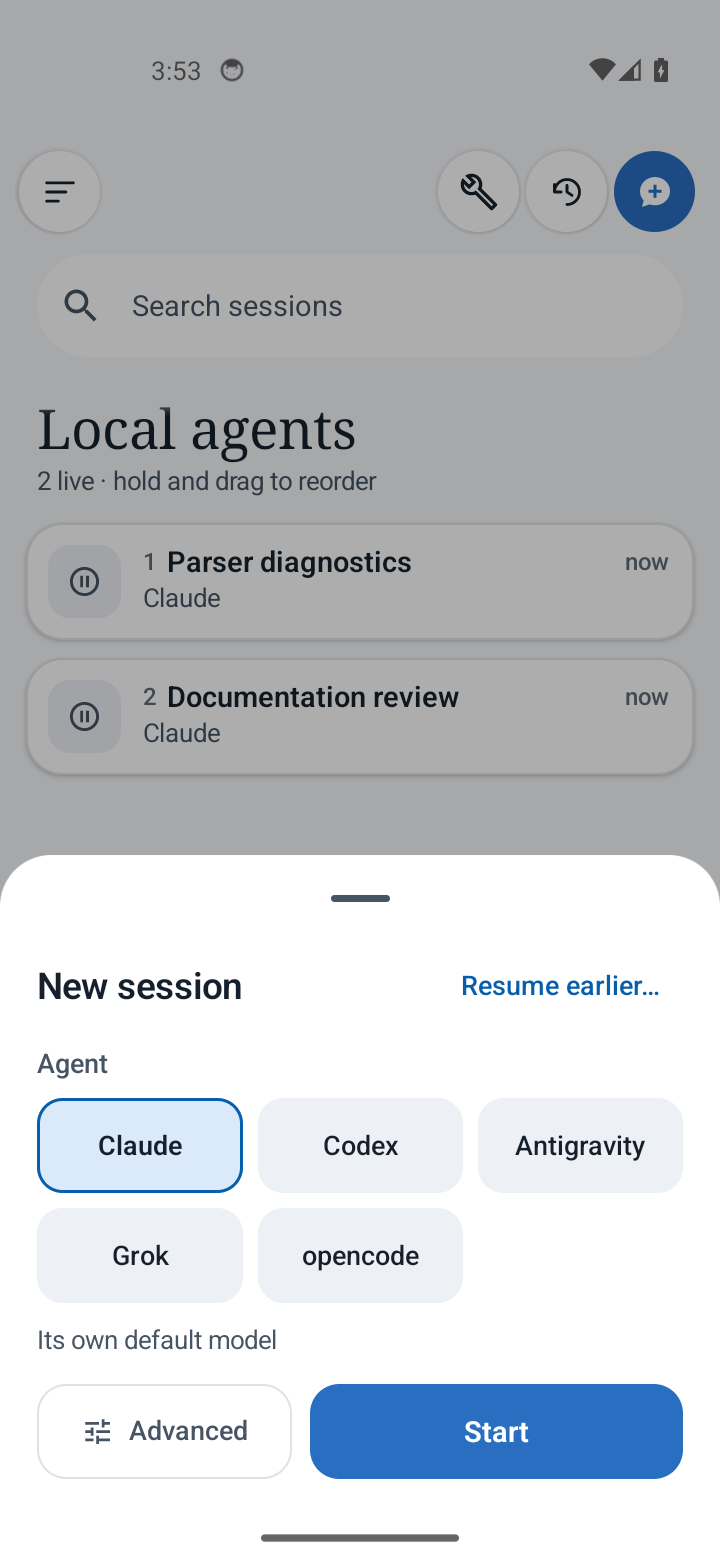 3:53
Search sessions
Local agents
2 live · hold and drag to reorder
1 Parser diagnostics now
Claude
2 Documentation review now
Claude
New session Resume earlier...
Agent
Claude Codex Antigravity
Grok opencode
Its own default model
Advanced Start